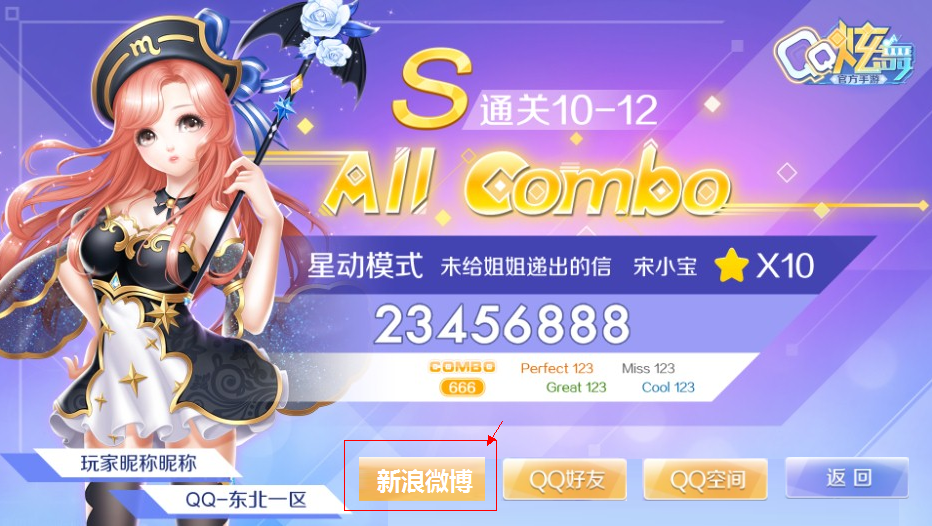 QQ炫舞
官方手游
S 通关10-12
All Combo
星动模式 未给姐姐递出的信 宋小宝 X10
23456888
COMBO Perfect 123 Miss 123
666 Great 123 Cool 123
玩家昵称昵称
QQ-东北一区
新浪微博 QQ好友 QQ空间 返回